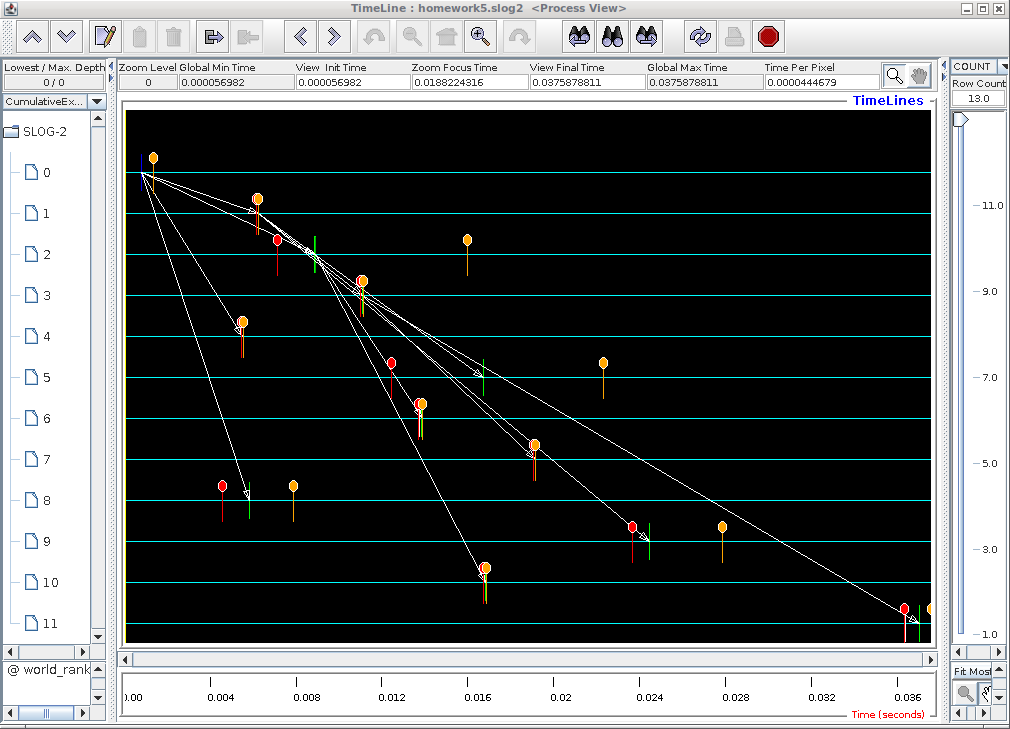 TimeLine : homework5.slog2 <Process View>
Lowest / Max. Depth
0 / 0
Zoom Level
0
Global Min Time
0.000056982
View Init Time
0.000056982
Zoom Focus Time
0.0188224316
View Final Time
0.0375878811
Global Max Time
0.0375878811
Time Per Pixel
0.0000444679
COUNT
Row Count
13.0
CumulativeEx...
TimeLines
SLOG-2
0
1
2
3
4
5
6
7
8
9
10
11
11.0
9.0
7.0
5.0
3.0
1.0
@ world_rank
Fit Most
0.00 0.004 0.008 0.012 0.016 0.02 0.024 0.028 0.032 0.036
Time (seconds)